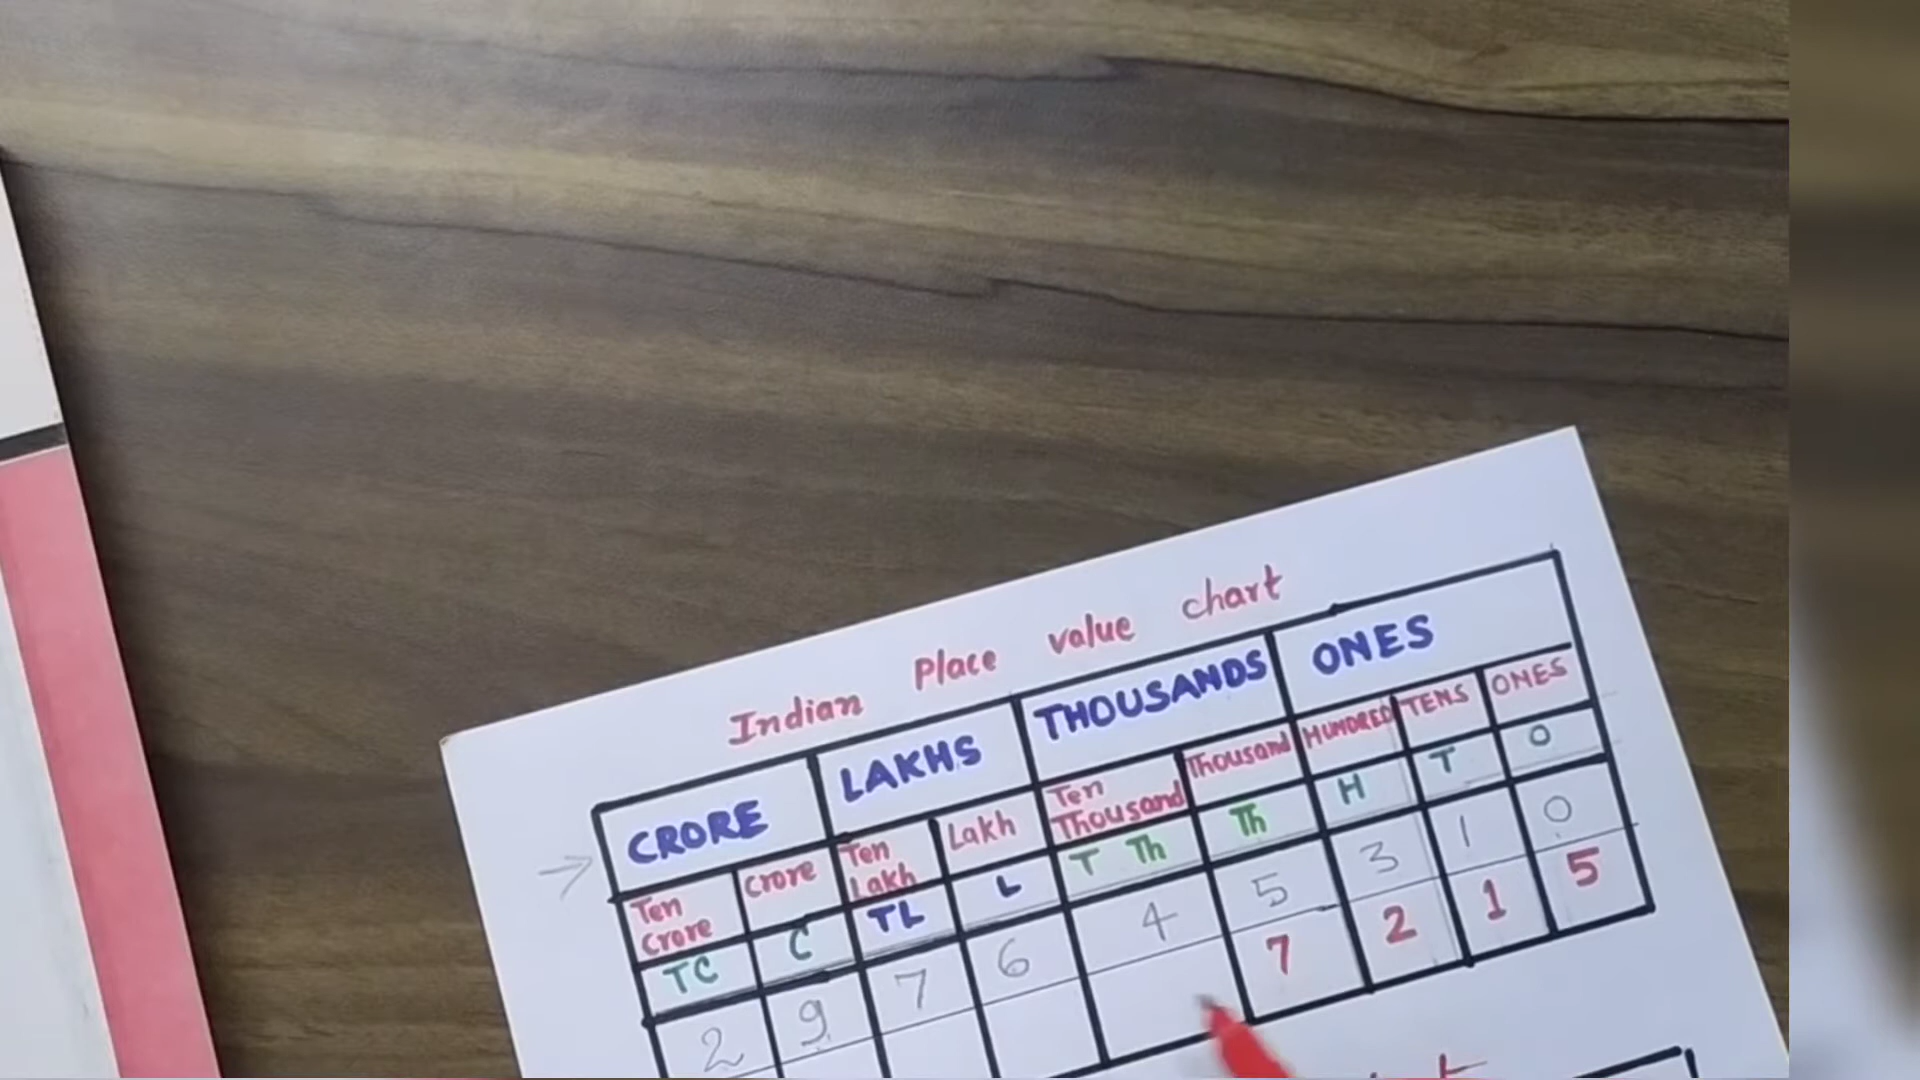 Indian Place value chart
CRORE LAKHS THOUSANDS ONES
Ten Crore Crore Ten Lakh Lakh Ten Thousand Thousand HUNDRED TENS ONES
TC C TL L T Th Th H T O
2 9 7 6 4 5 3 1 0
7 2 1 5